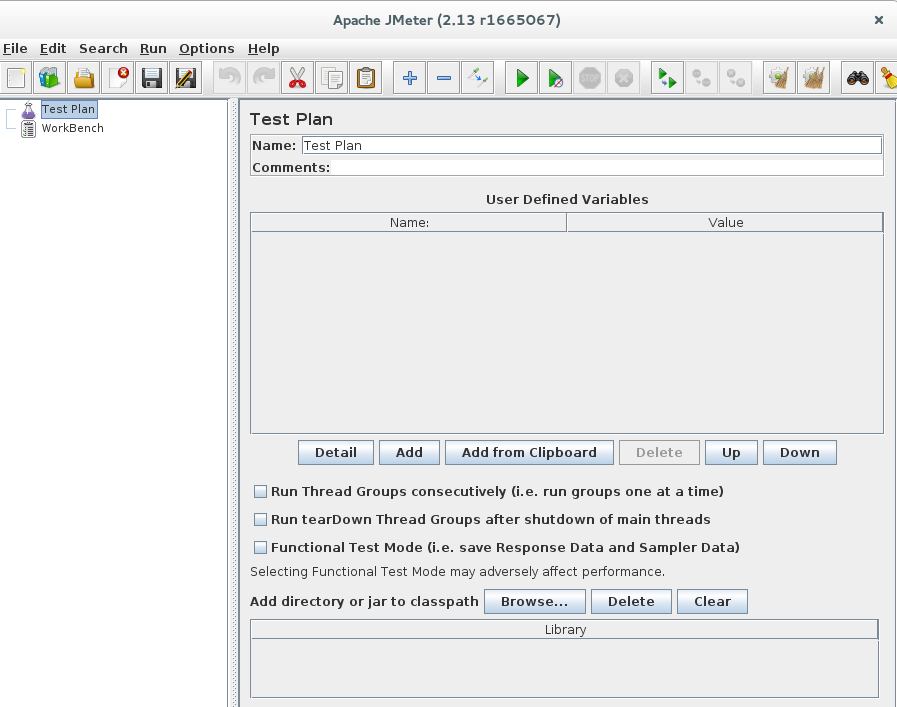 Apache JMeter (2.13 r1665067)
File Edit Search Run Options Help
STOP
Test Plan
WorkBench
Test Plan
Name: Test Plan
Comments:
User Defined Variables
Name: Value
Detail Add Add from Clipboard Delete Up Down
Run Thread Groups consecutively (i.e. run groups one at a time)
Run tearDown Thread Groups after shutdown of main threads
Functional Test Mode (i.e. save Response Data and Sampler Data)
Selecting Functional Test Mode may adversely affect performance.
Add directory or jar to classpath Browse... Delete Clear
Library